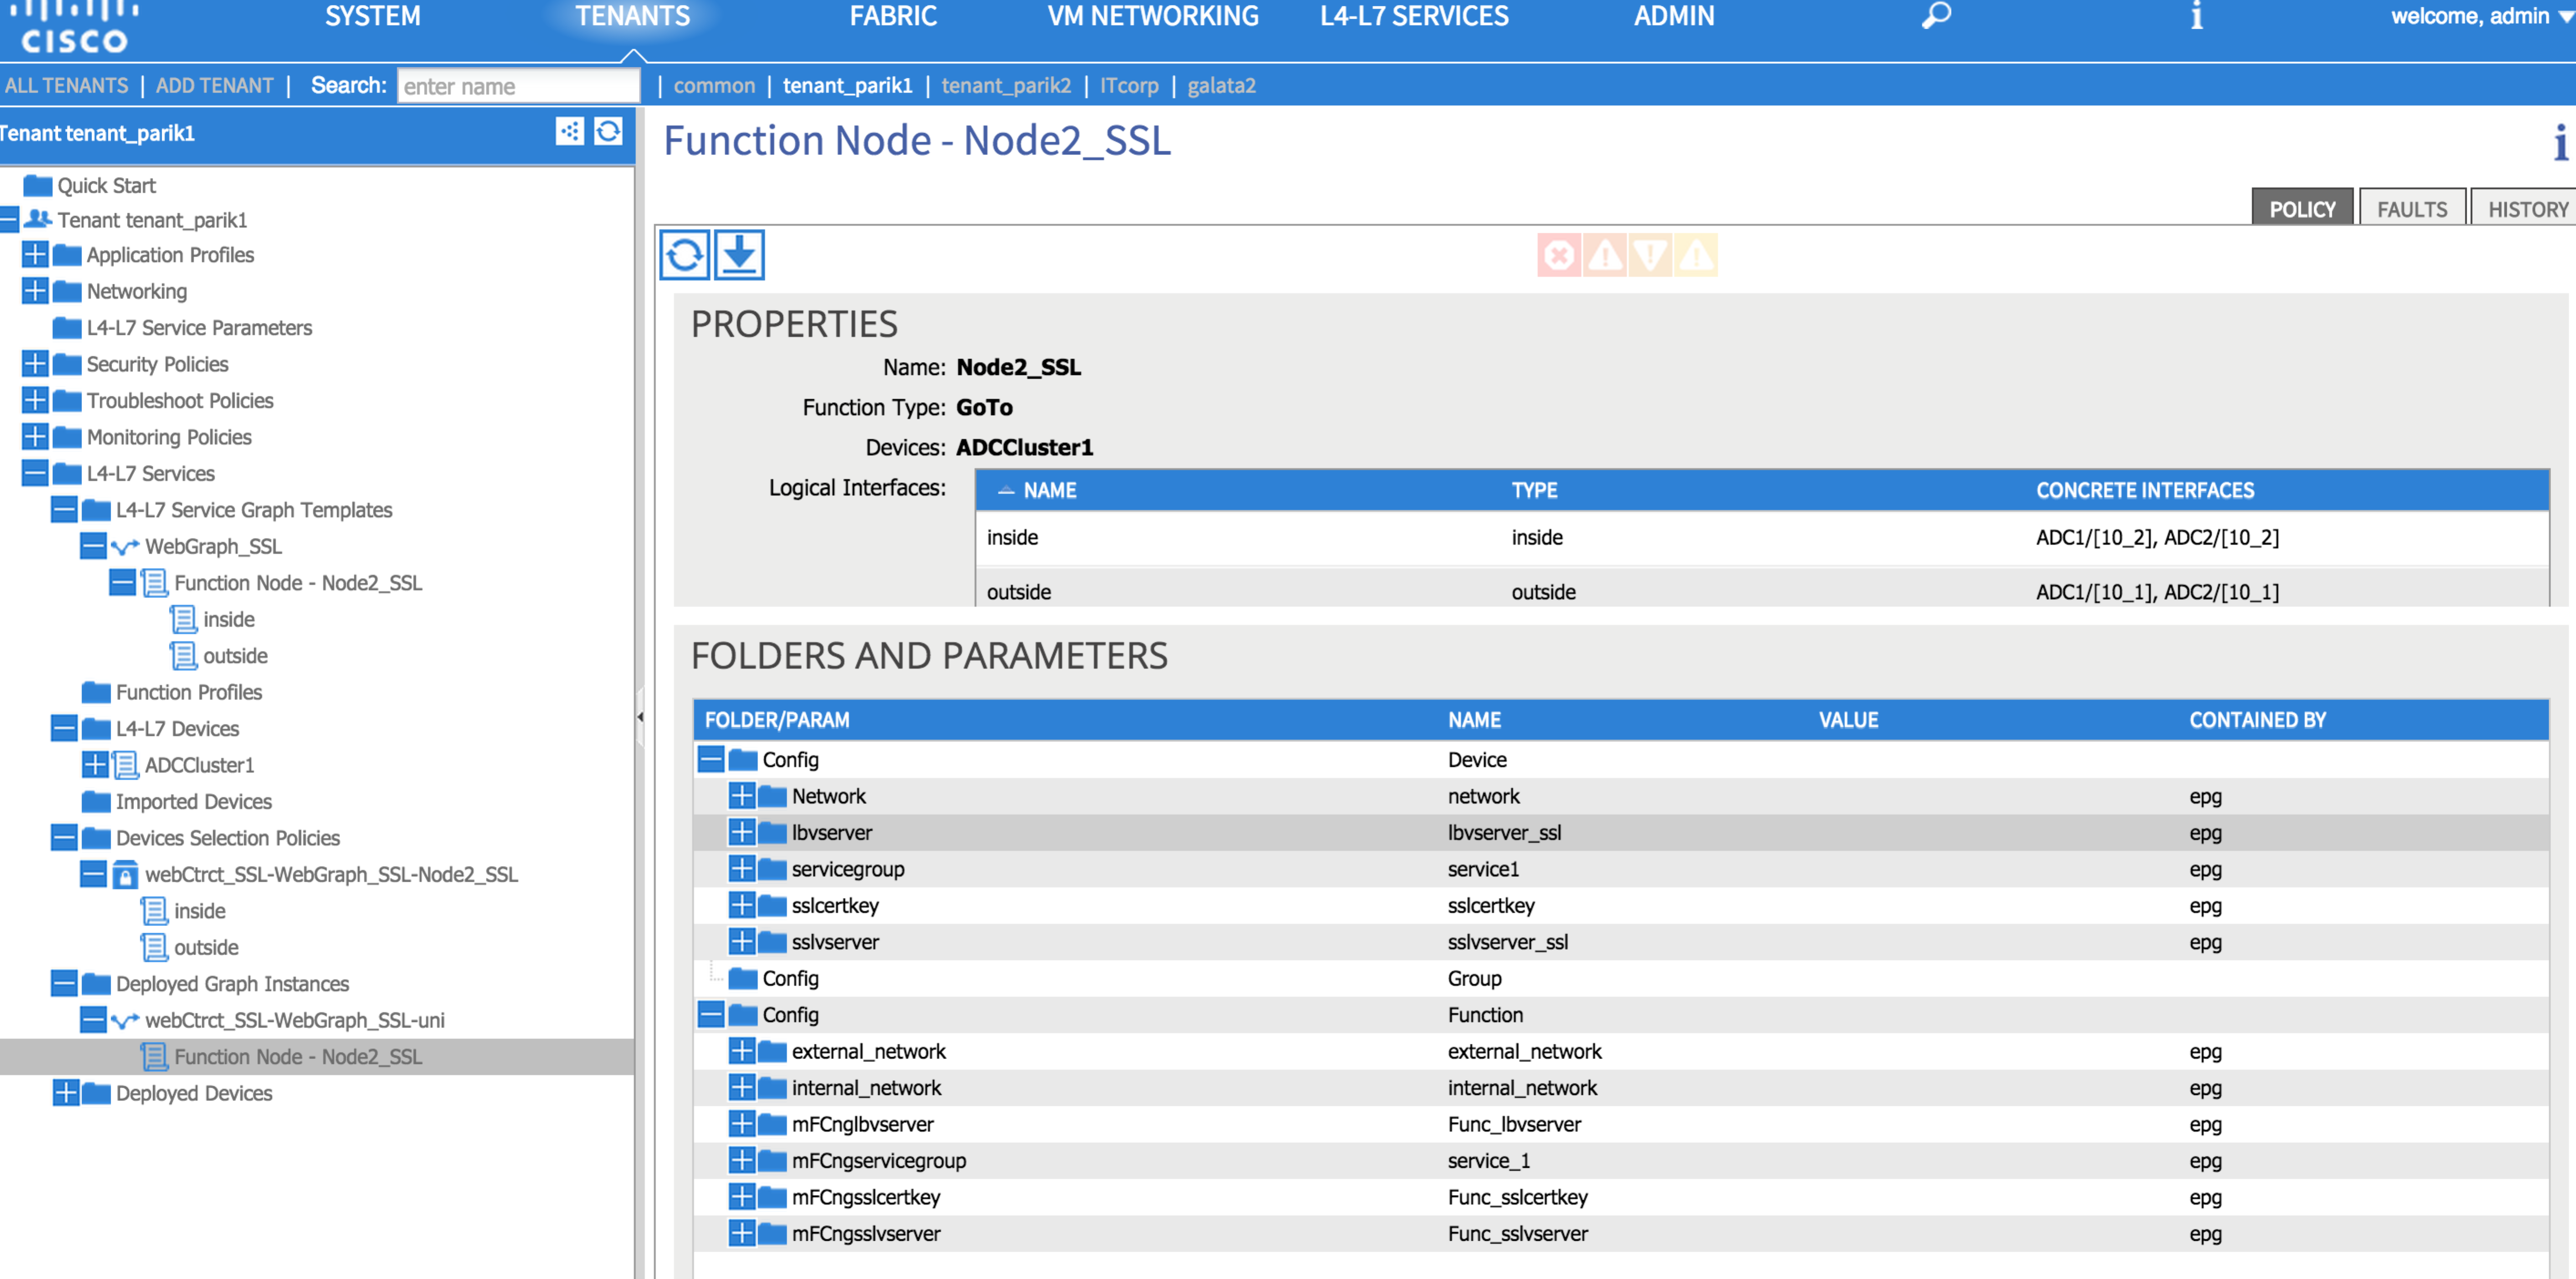 CISCO
SYSTEM TENANTS FABRIC VM NETWORKING L4-L7 SERVICES ADMIN i welcome, admin
ALL TENANTS | ADD TENANT | Search: enter name | common | tenant_parik1 | tenant_parik2 | ITcorp | galata2
Tenant tenant_parik1
Quick Start
Tenant tenant_parik1
Application Profiles
Networking
L4-L7 Service Parameters
Security Policies
Troubleshoot Policies
Monitoring Policies
L4-L7 Services
L4-L7 Service Graph Templates
WebGraph_SSL
Function Node - Node2_SSL
inside
outside
Function Profiles
L4-L7 Devices
ADCCluster1
Imported Devices
Devices Selection Policies
webCtrct_SSL-WebGraph_SSL-Node2_SSL
inside
outside
Deployed Graph Instances
webCtrct_SSL-WebGraph_SSL-uni
Function Node - Node2_SSL
Deployed Devices
Function Node - Node2_SSL
i
POLICY FAULTS HISTORY
PROPERTIES
Name: Node2_SSL
Function Type: GoTo
Devices: ADCCluster1
Logical Interfaces:
NAME TYPE CONCRETE INTERFACES
inside inside ADC1/[10_2], ADC2/[10_2]
outside outside ADC1/[10_1], ADC2/[10_1]
FOLDERS AND PARAMETERS
FOLDER/PARAM NAME VALUE CONTAINED BY
Config Device
Network network epg
lbvserver lbvserver_ssl epg
servicegroup service1 epg
sslcertkey sslcertkey epg
sslvserver sslvserver_ssl epg
Config Group
Config Function
external_network external_network epg
internal_network internal_network epg
mFCnglbvserver Func_lbvserver epg
mFCngservicegroup service_1 epg
mFCngsslcertkey Func_sslcertkey epg
mFCngsslvserver Func_sslvserver epg